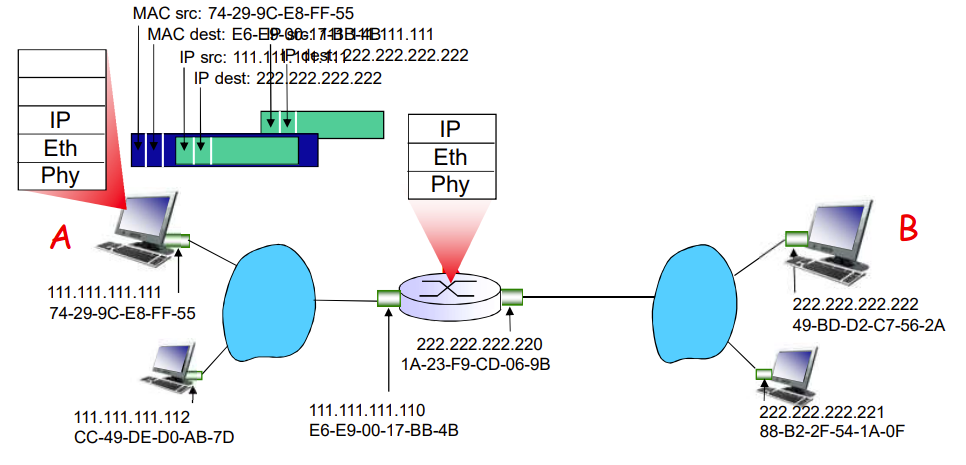 MAC src: 74-29-9C-E8-FF-55
MAC dest: E6-E9-00-17-BB-4B
IP src: 111.111.111.111
IP src: 111.111.111.111
IP dest: 222.222.222.222
IP dest: 222.222.222.222
IP
Eth
Phy
IP
Eth
Phy
A
B
111.111.111.111
74-29-9C-E8-FF-55
222.222.222.222
49-BD-D2-C7-56-2A
222.222.222.220
1A-23-F9-CD-06-9B
111.111.111.112
CC-49-DE-D0-AB-7D
111.111.111.110
E6-E9-00-17-BB-4B
222.222.222.221
88-B2-2F-54-1A-0F